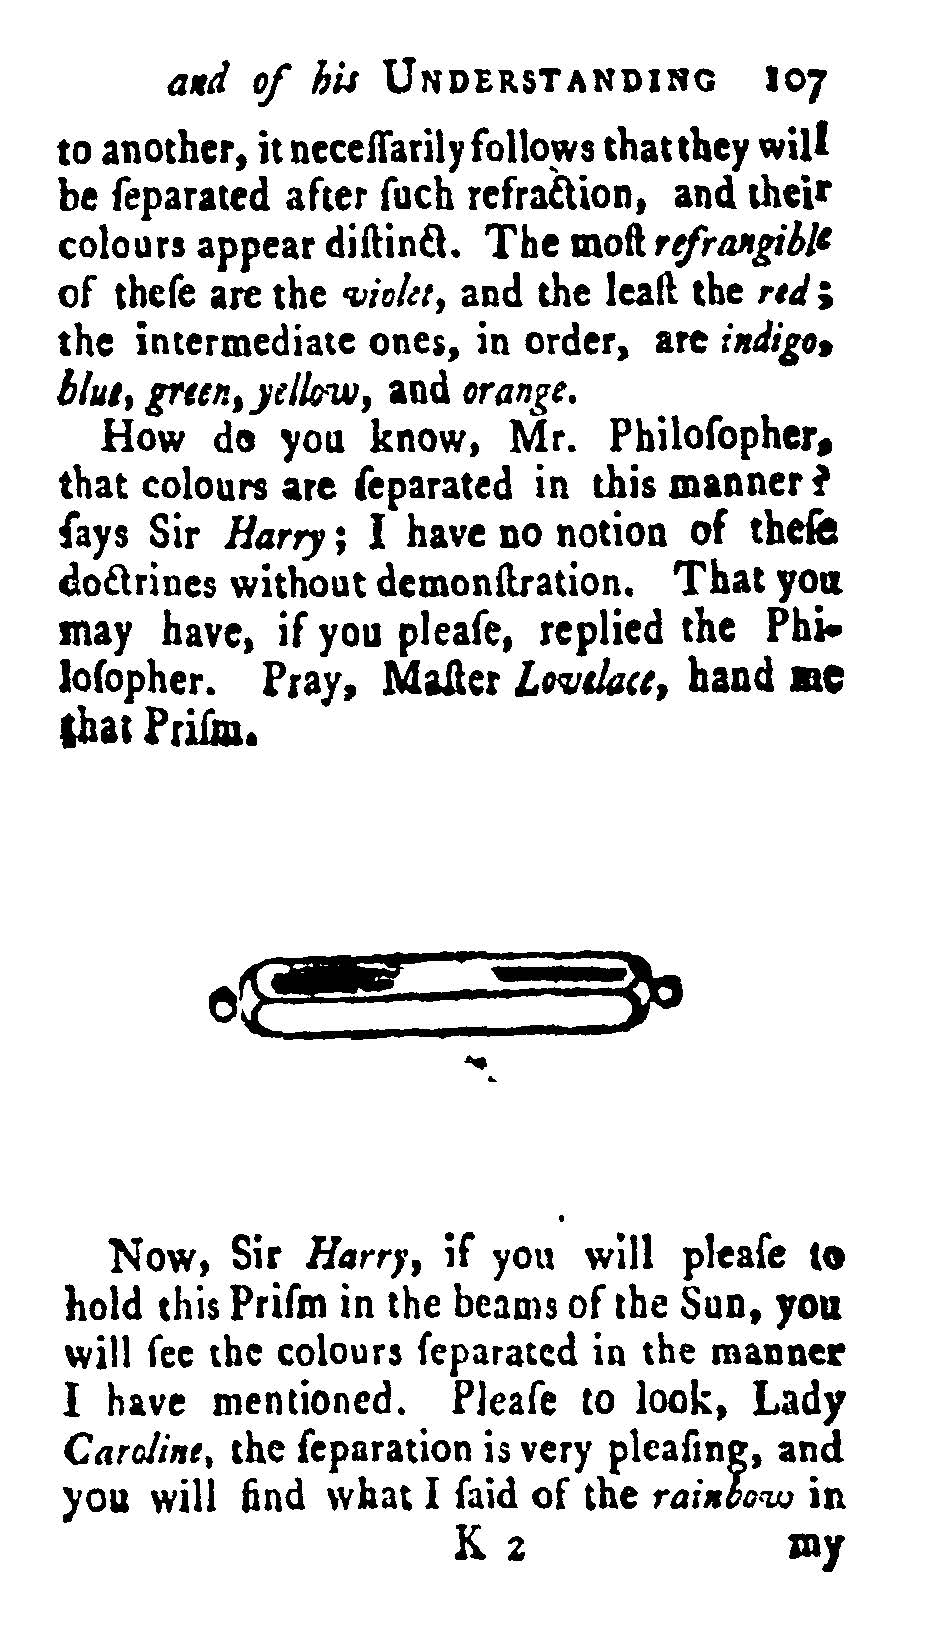 and of his UNDERSTANDING 107
to another, it neceſſarily follows that they will
be ſeparated after ſuch refraction, and their
colours appear diſtinct. The moſt refrangible
of theſe are the violet, and the leaſt the red;
the intermediate ones, in order, are indigo,
blue, green, yellow, and orange.
How do you know, Mr. Philoſopher,
that colours are ſeparated in this manner?
ſays Sir Harry; I have no notion of theſe
doctrines without demonſtration. That you
may have, if you pleaſe, replied the Phi-
loſopher. Pray, Maſter Lovelace, hand me
that Priſm.
Now, Sir Harry, if you will pleaſe to
hold this Priſm in the beams of the Sun, you
will ſee the colours ſeparated in the manner
I have mentioned. Pleaſe to look, Lady
Caroline, the ſeparation is very pleaſing, and
you will find what I ſaid of the rainbow in
K 2 my